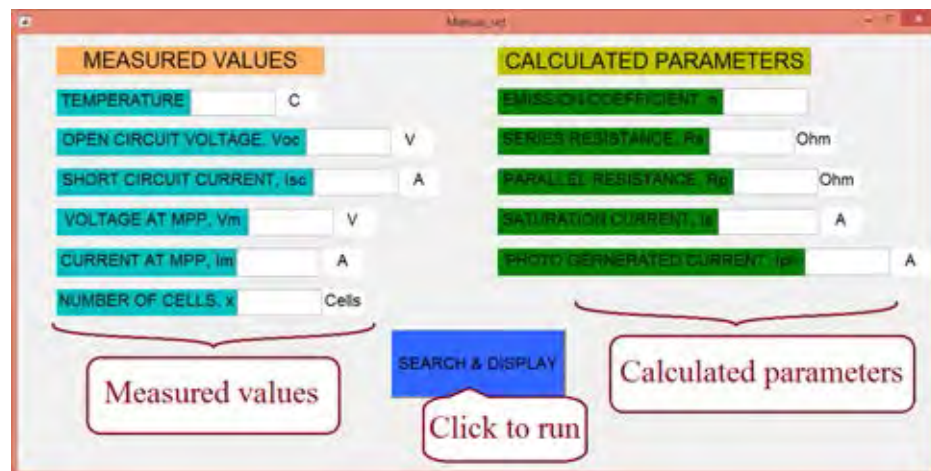 MEASURED VALUES
TEMPERATURE C
OPEN CIRCUIT VOLTAGE, Voc V
SHORT CIRCUIT CURRENT, Isc A
VOLTAGE AT MPP, Vm V
CURRENT AT MPP, Im A
NUMBER OF CELLS, x Cells
Measured values
CALCULATED PARAMETERS
EMISSION COEFFICIENT, n
SERIES RESISTANCE, Rs Ohm
PARALLEL RESISTANCE, Rp Ohm
SATURATION CURRENT, Is A
PHOTO GERNERATED CURRENT, Iph A
Calculated parameters
SEARCH & DISPLAY
Click to run